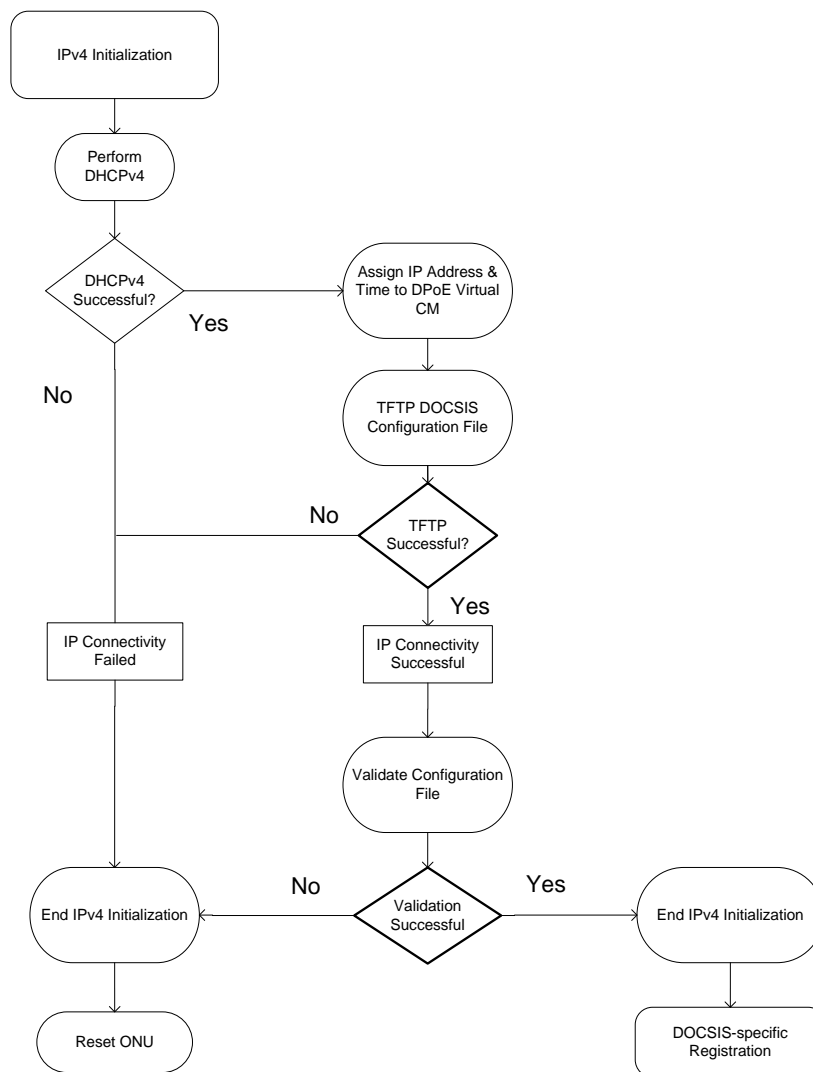 IPv4 Initialization
Perform
DHCPv4
DHCPv4
Successful?
Yes
No
Assign IP Address &
Time to DPoE Virtual
CM
TFTP DOCSIS
Configuration File
TFTP
Successful?
No
Yes
IP Connectivity
Failed
IP Connectivity
Successful
Validate Configuration
File
Validation
Successful
No
Yes
End IPv4 Initialization
End IPv4 Initialization
Reset ONU
DOCSIS-specific
Registration